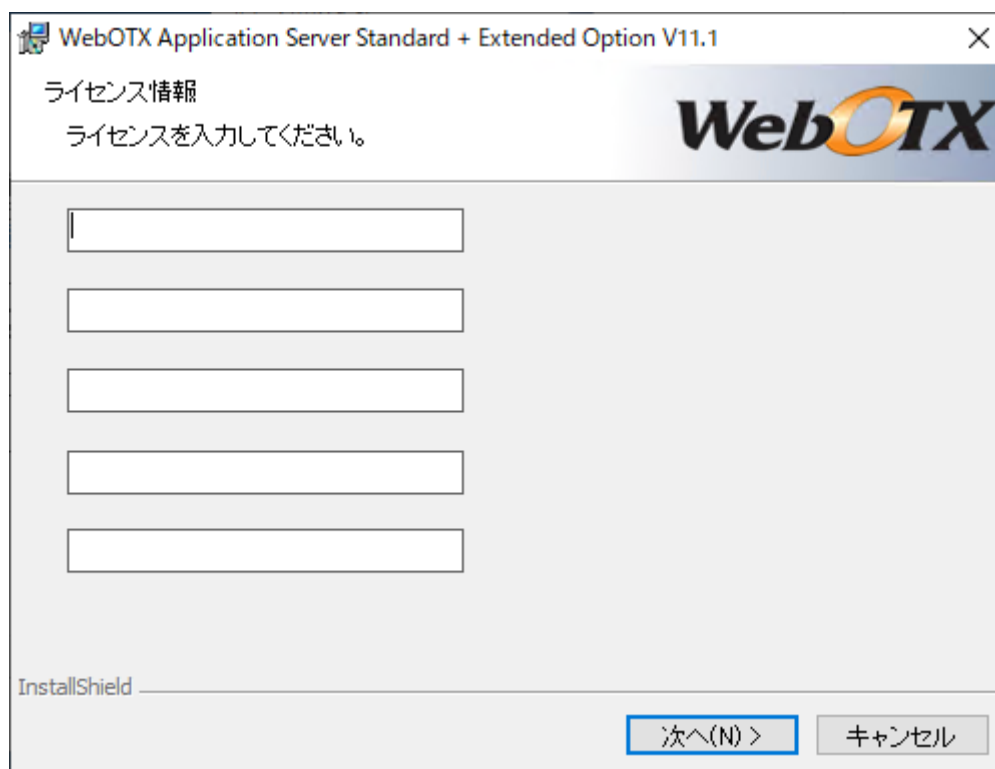 WebOTX Application Server Standard + Extended Option V11.1
ライセンス情報
ライセンスを入力してください。
WebOTX
InstallShield
次へ(N) >
キャンセル